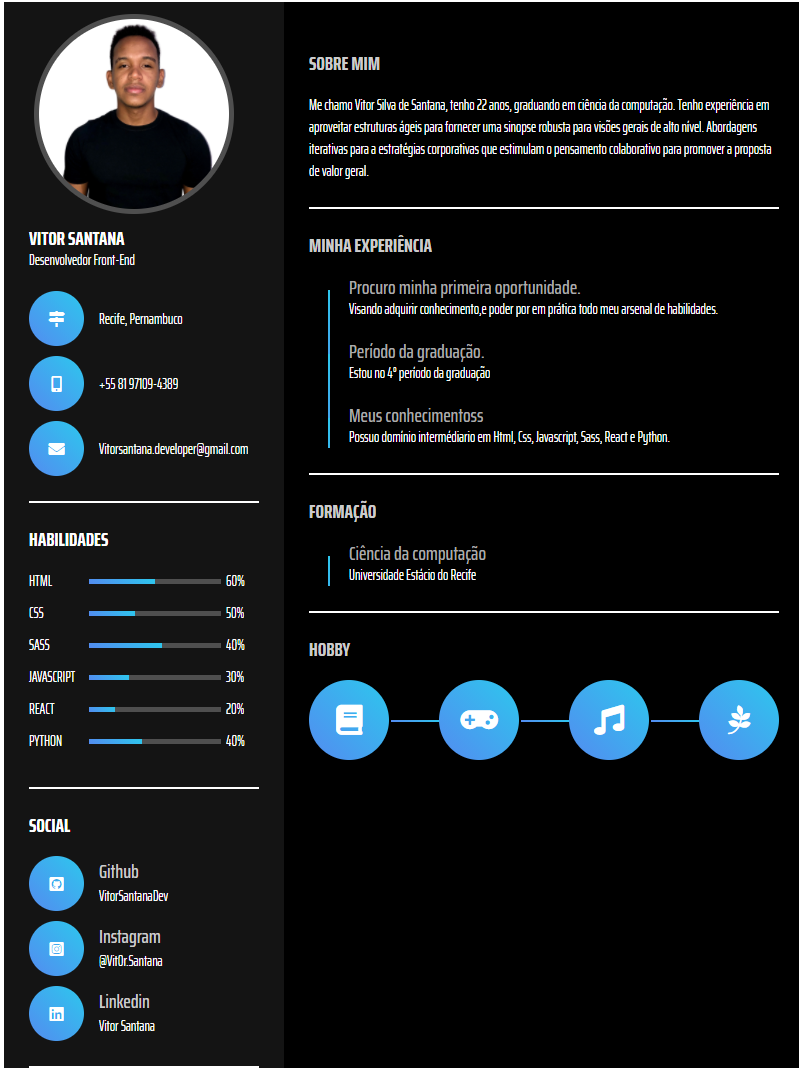 VITOR SANTANA
Desenvolvedor Front-End
Recife, Pernambuco
+55 81 97109-4389
Vitorsantana.developer@gmail.com
HABILIDADES
HTML 60%
CSS 50%
SASS 40%
JAVASCRIPT 30%
REACT 20%
PYTHON 40%
SOCIAL
Github
VitorSantanaDev
Instagram
@Vit0r.Santana
Linkedin
Vitor Santana
SOBRE MIM
Me chamo Vitor Silva de Santana, tenho 22 anos, graduando em ciência da computação. Tenho experiência em
aproveitar estruturas ágeis para fornecer uma sinopse robusta para visões gerais de alto nível. Abordagens
iterativas para a estratégias corporativas que estimulam o pensamento colaborativo para promover a proposta
de valor geral.
MINHA EXPERIÊNCIA
Procuro minha primeira oportunidade.
Visando adquirir conhecimento,e poder por em prática todo meu arsenal de habilidades.
Período da graduação.
Estou no 4º período da graduação
Meus conhecimentoss
Possuo domínio intermédiario em Html, Css, Javascript, Sass, React e Python.
FORMAÇÃO
Ciência da computação
Universidade Estácio do Recife
HOBBY